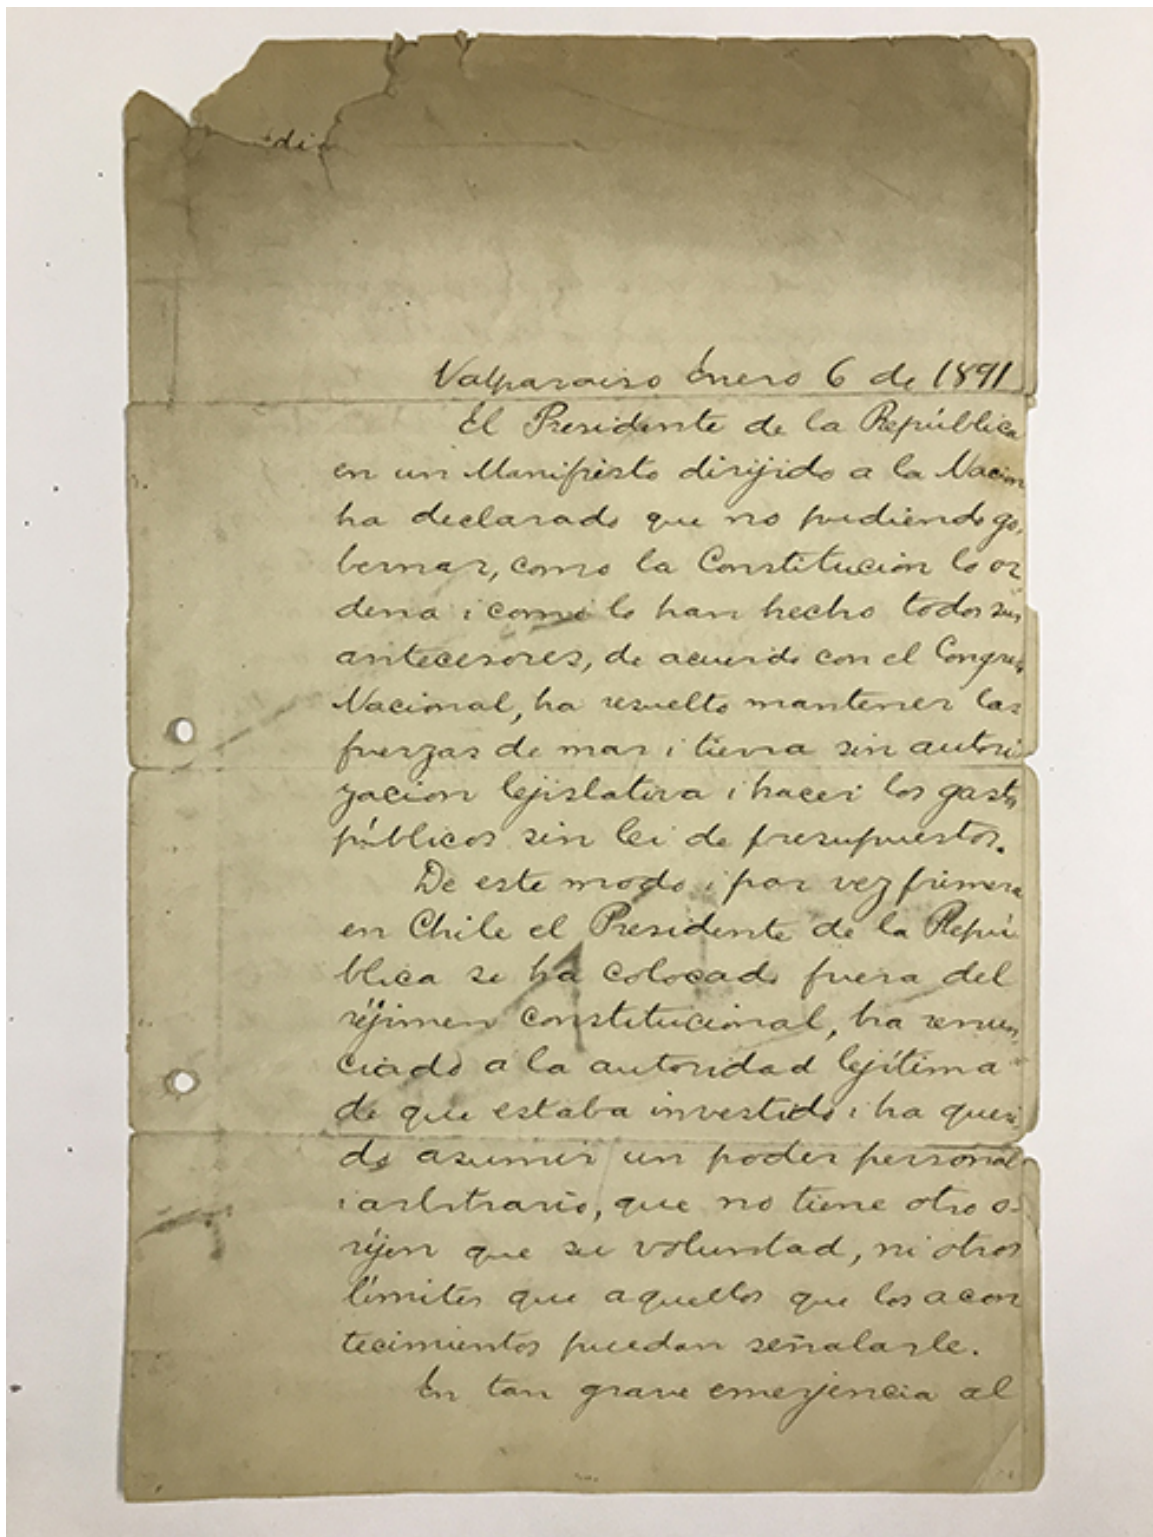 di
Valparaiso Enero 6 de 1891
El Presidente de la República
en un Manifiesto dirijido a la Nacion
ha declarado que no pudiendo go-
bernar, como la Constitucion lo or
dena i como lo han hecho todos sus
antecesores, de acuerdo con el Congreso
Nacional, ha resuelto mantener las
fuerzas de mar i tierra sin autori
zacion lejislativa i hacer los gastos
públicos sin lei de presupuestos.
De este modo i por vez primera
en Chile el Presidente de la Repú
blica se ha colocado fuera del
réjimen constitucional, ha renun-
ciado a la autoridad lejítima
de que estaba investido i ha queri-
do asumir un poder personal
i arbitrario, que no tiene otro o-
ríjen que su voluntad, ni otros
límites que aquellos que los acon
tecimientos puedan señalarle.
En tan grave emerjencia al